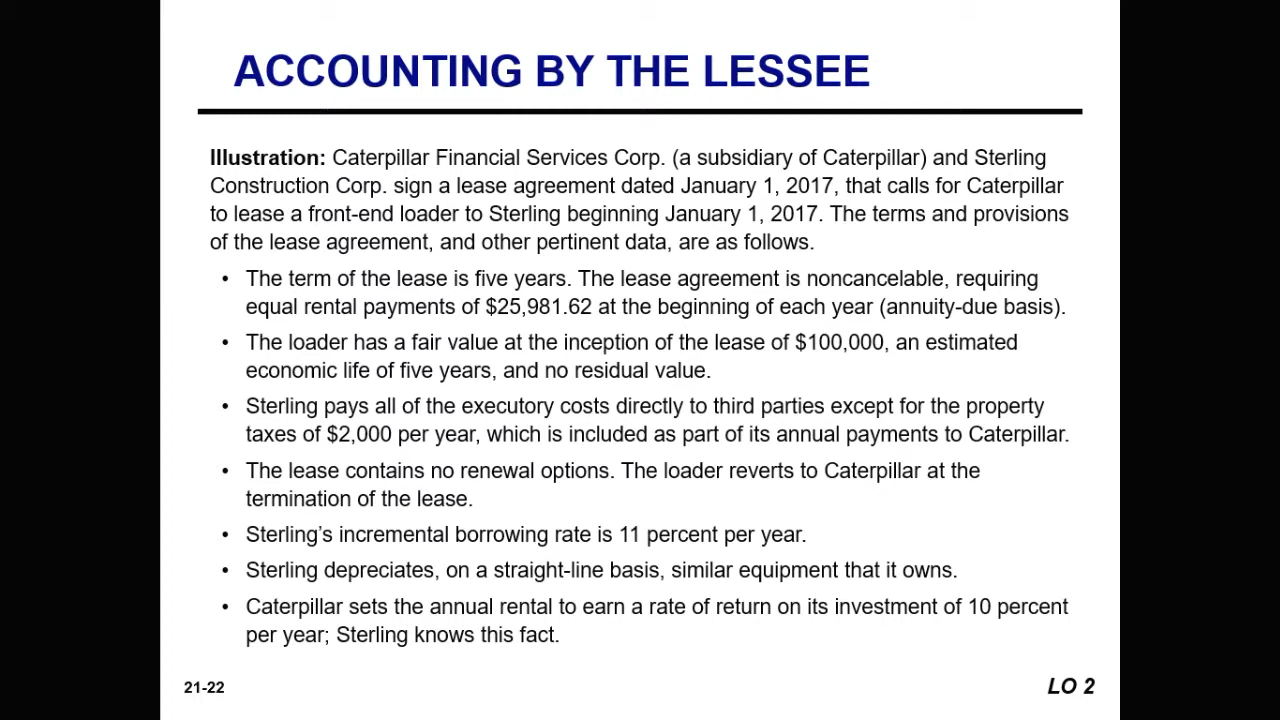 ACCOUNTING BY THE LESSEE
Illustration: Caterpillar Financial Services Corp. (a subsidiary of Caterpillar) and Sterling
Construction Corp. sign a lease agreement dated January 1, 2017, that calls for Caterpillar
to lease a front-end loader to Sterling beginning January 1, 2017. The terms and provisions
of the lease agreement, and other pertinent data, are as follows.
• The term of the lease is five years. The lease agreement is noncancelable, requiring
equal rental payments of $25,981.62 at the beginning of each year (annuity-due basis).
• The loader has a fair value at the inception of the lease of $100,000, an estimated
economic life of five years, and no residual value.
• Sterling pays all of the executory costs directly to third parties except for the property
taxes of $2,000 per year, which is included as part of its annual payments to Caterpillar.
• The lease contains no renewal options. The loader reverts to Caterpillar at the
termination of the lease.
• Sterling’s incremental borrowing rate is 11 percent per year.
• Sterling depreciates, on a straight-line basis, similar equipment that it owns.
• Caterpillar sets the annual rental to earn a rate of return on its investment of 10 percent
per year; Sterling knows this fact.
21-22
LO 2